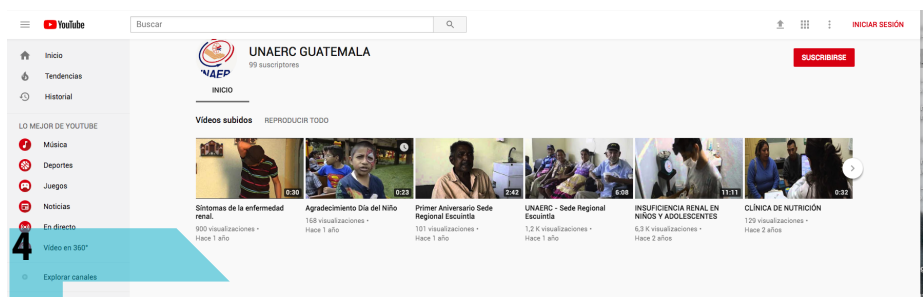 YouTube
Buscar
INICIAR SESIÓN
Inicio
Tendencias
Historial
LO MEJOR DE YOUTUBE
Música
Deportes
Juegos
Noticias
En directo
Vídeo en 360°
Explorar canales
4
UNAERC GUATEMALA
99 suscriptores
SUSCRIBIRSE
INICIO
Vídeos subidos REPRODUCIR TODO
0:30
Síntomas de la enfermedad
renal.
900 visualizaciones •
Hace 1 año
0:23
Agradecimiento Día del Niño
168 visualizaciones •
Hace 1 año
2:42
Primer Aniversario Sede
Regional Escuintla
101 visualizaciones •
Hace 1 año
6:08
UNAERC - Sede Regional
Escuintla
1,2 K visualizaciones •
Hace 1 año
11:11
INSUFICIENCIA RENAL EN
NIÑOS Y ADOLESCENTES
6,3 K visualizaciones •
Hace 2 años
0:32
CLÍNICA DE NUTRICIÓN
129 visualizaciones •
Hace 2 años